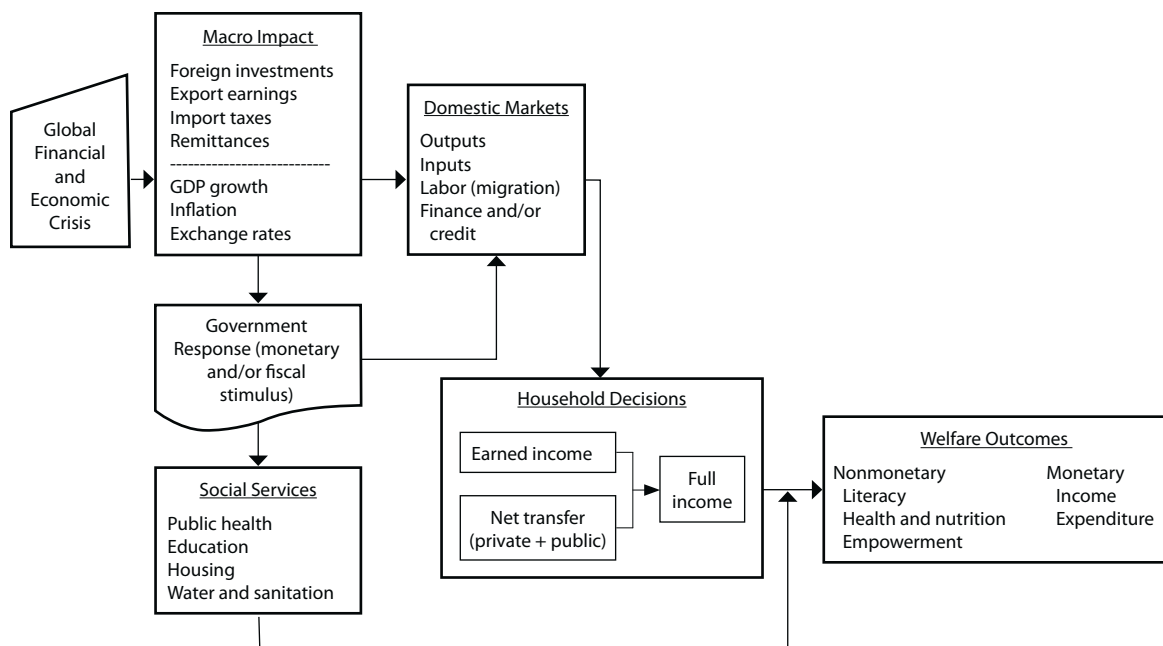 Global
Financial
and
Economic
Crisis
Macro Impact
Foreign investments
Export earnings
Import taxes
Remittances
---------------------------
GDP growth
Inflation
Exchange rates
Domestic Markets
Outputs
Inputs
Labor (migration)
Finance and/or
credit
Government
Response (monetary
and/or fiscal
stimulus)
Social Services
Public health
Education
Housing
Water and sanitation
Household Decisions
Earned income
Net transfer
(private + public)
Full
income
Welfare Outcomes
Nonmonetary
Literacy
Health and nutrition
Empowerment
Monetary
Income
Expenditure